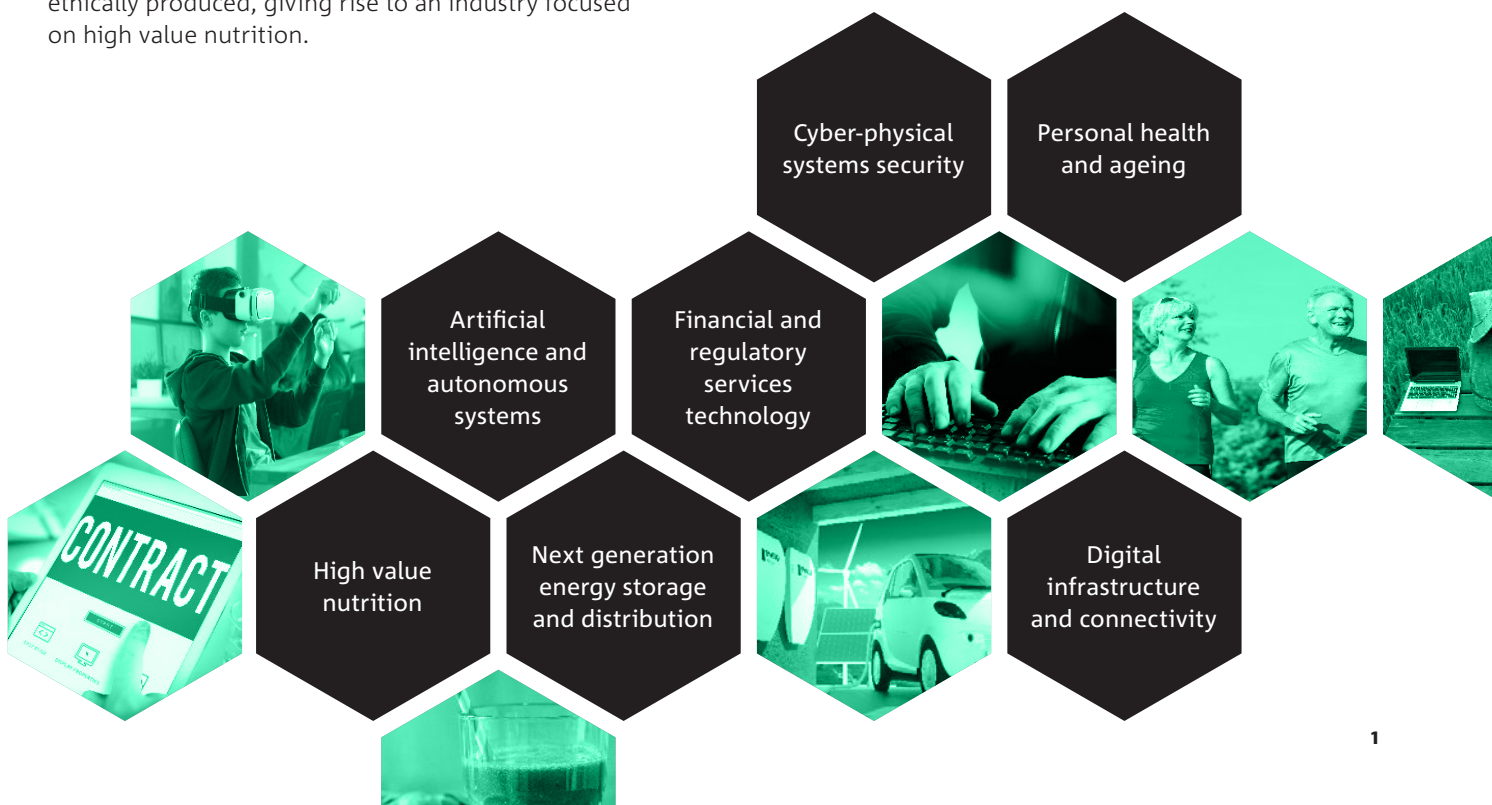 ethically produced, giving rise to an industry focused
on high value nutrition.
Cyber-physical
systems security
Personal health
and ageing
Artificial
intelligence and
autonomous
systems
Financial and
regulatory
services
technology
CONTRACT
START
High value
nutrition
Next generation
energy storage
and distribution
Digital
infrastructure
and connectivity
1